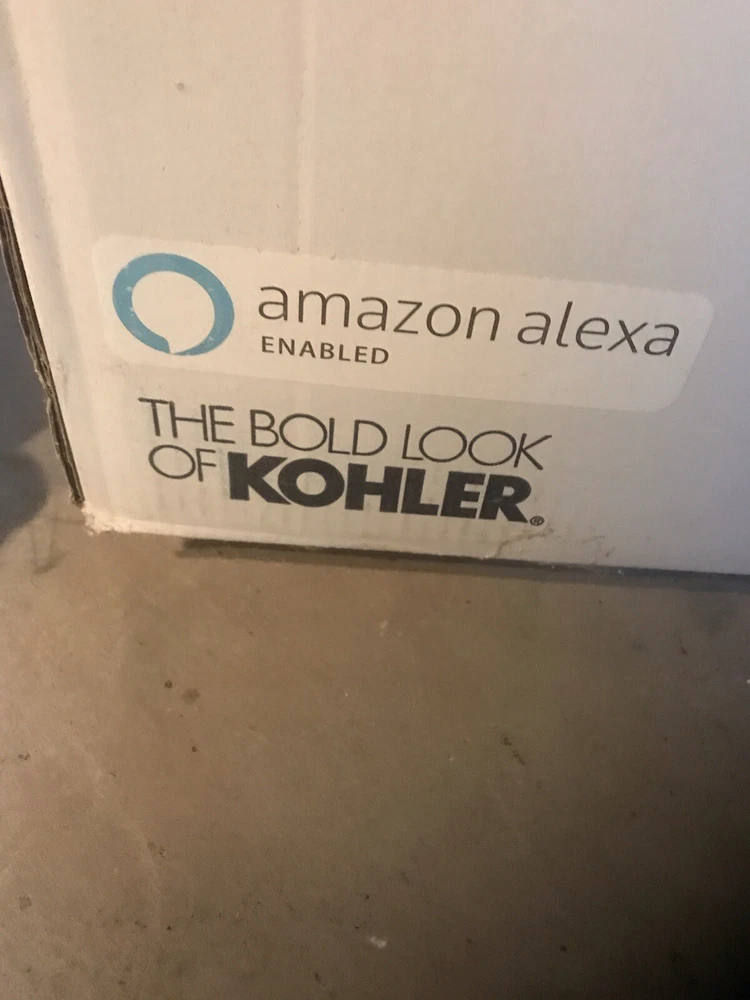 amazon alexa
ENABLED
THE BOLD LOOK
OF KOHLER®